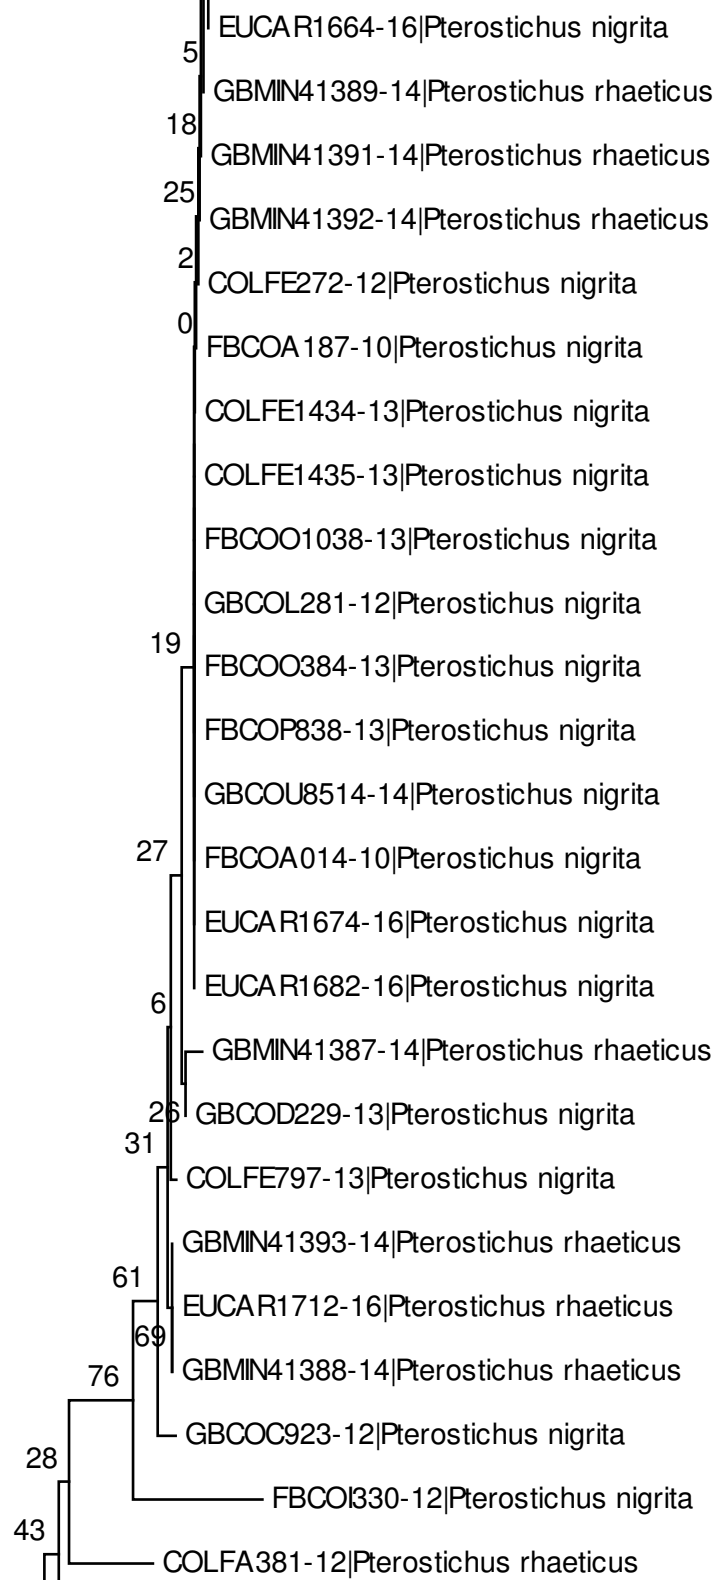 EUCAR1664-16|Pterostichus nigrita
5
GBMIN41389-14|Pterostichus rhaeticus
18
GBMIN41391-14|Pterostichus rhaeticus
25
GBMIN41392-14|Pterostichus rhaeticus
2
COLFE272-12|Pterostichus nigrita
0
FBCOA187-10|Pterostichus nigrita
COLFE1434-13|Pterostichus nigrita
COLFE1435-13|Pterostichus nigrita
FBCOO1038-13|Pterostichus nigrita
GBCOL281-12|Pterostichus nigrita
19
FBCOO384-13|Pterostichus nigrita
FBCOP838-13|Pterostichus nigrita
GBCOU8514-14|Pterostichus nigrita
27
FBCOA014-10|Pterostichus nigrita
EUCAR1674-16|Pterostichus nigrita
EUCAR1682-16|Pterostichus nigrita
6
GBMIN41387-14|Pterostichus rhaeticus
26
GBCOD229-13|Pterostichus nigrita
31
COLFE797-13|Pterostichus nigrita
GBMIN41393-14|Pterostichus rhaeticus
61
EUCAR1712-16|Pterostichus rhaeticus
69
GBMIN41388-14|Pterostichus rhaeticus
76
GBCOC923-12|Pterostichus nigrita
28
FBCOI330-12|Pterostichus nigrita
43
COLFA381-12|Pterostichus rhaeticus